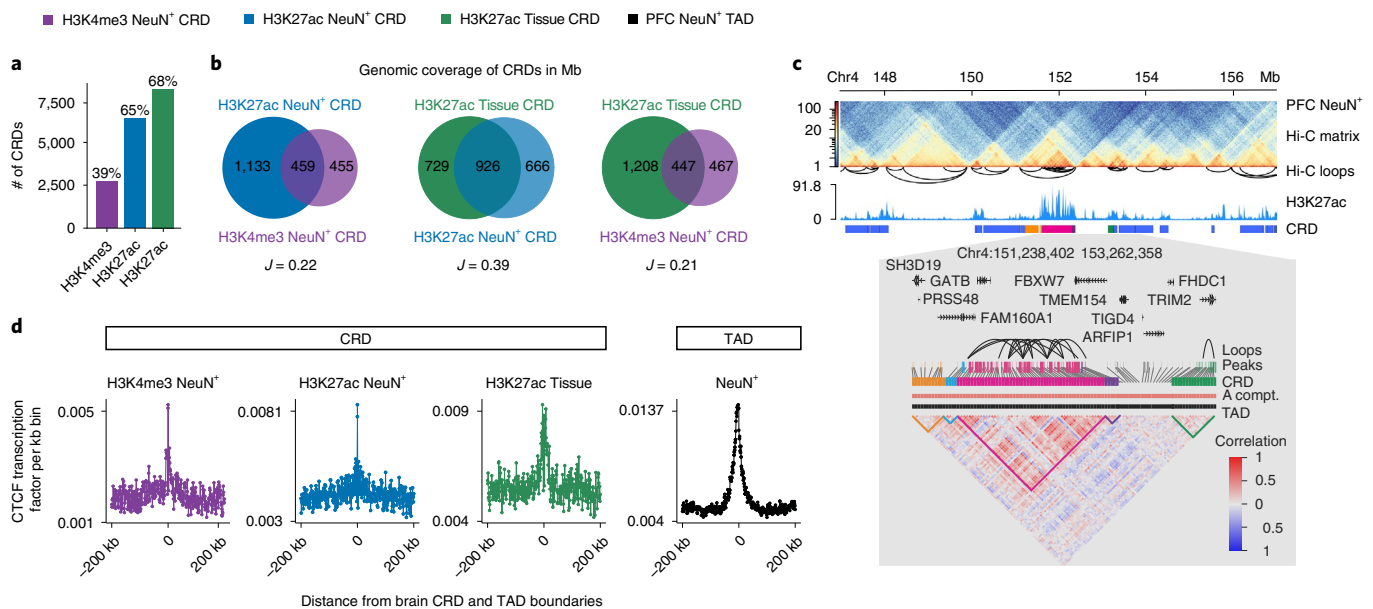 H3K4me3 NeuN+ CRD
H3K27ac NeuN+ CRD
H3K27ac Tissue CRD
PFC NeuN+ TAD
a
# of CRDs
7,500
5,000
2,500
0
39%
65%
68%
H3K4me3
H3K27ac
H3K27ac
b
Genomic coverage of CRDs in Mb
H3K27ac NeuN+ CRD
1,133
459
455
H3K4me3 NeuN+ CRD
J = 0.22
H3K27ac Tissue CRD
729
926
666
H3K27ac NeuN+ CRD
J = 0.39
H3K27ac Tissue CRD
1,208
447
467
H3K4me3 NeuN+ CRD
J = 0.21
c
Chr4 148 150 152 154 156 Mb
100
20
1
PFC NeuN+
Hi-C matrix
Hi-C loops
91.8
0
H3K27ac
CRD
Chr4:151,238,402 153,262,358
SH3D19
GATB
FBXW7
FHDC1
PRSS48
TMEM154
TRIM2
FAM160A1
TIGD4
ARFIP1
Loops
Peaks
CRD
A compt.
TAD
Correlation
1
0.5
0
0.5
1
d
CRD
TAD
CTCF transcription
factor per kb bin
H3K4me3 NeuN+
0.005
0.001
–200 kb
0
200 kb
H3K27ac NeuN+
0.0081
0.003
–200 kb
0
200 kb
H3K27ac Tissue
0.009
0.004
–200 kb
0
200 kb
NeuN+
0.0137
0.004
–200 kb
0
200 kb
Distance from brain CRD and TAD boundaries